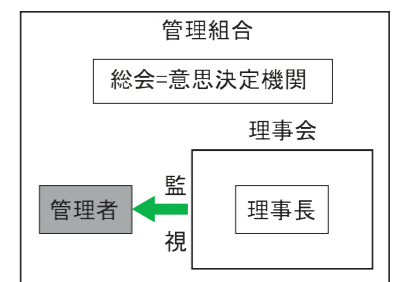 管理組合
総会=意思決定機関
理事会
監
管理者
理事長
視